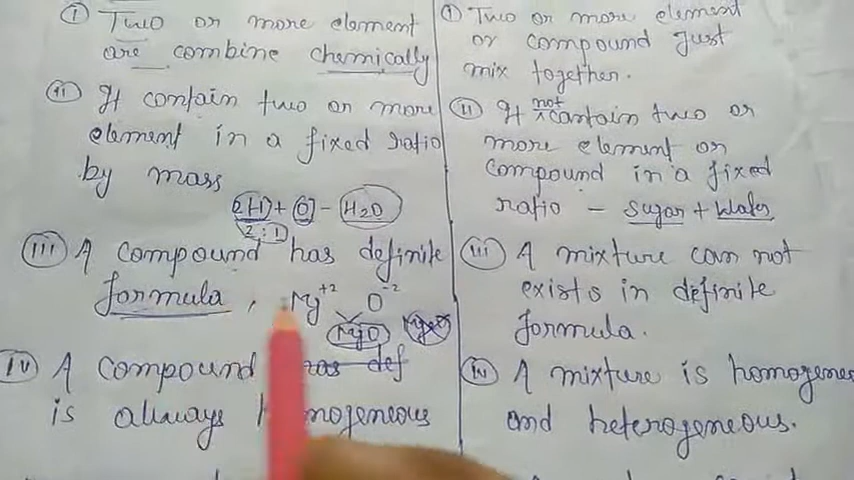 (i) Two or more element
are combine chemically
(ii) It contain two or more
element in a fixed ratio
by mass
2H + O - H2O
2 : 1
(iii) A compound has definite
formula, Mg+2 O-2
MgO
(iv) A compound has def
is always homogeneous
(i) Two or more element
or compound Just
mix together.
(ii) It not contain two or
more element or
compound in a fixed
ratio - sugar + water
(iii) A mixture can not
exists in definite
formula.
(iv) A mixture is homogene
and heterogeneous.